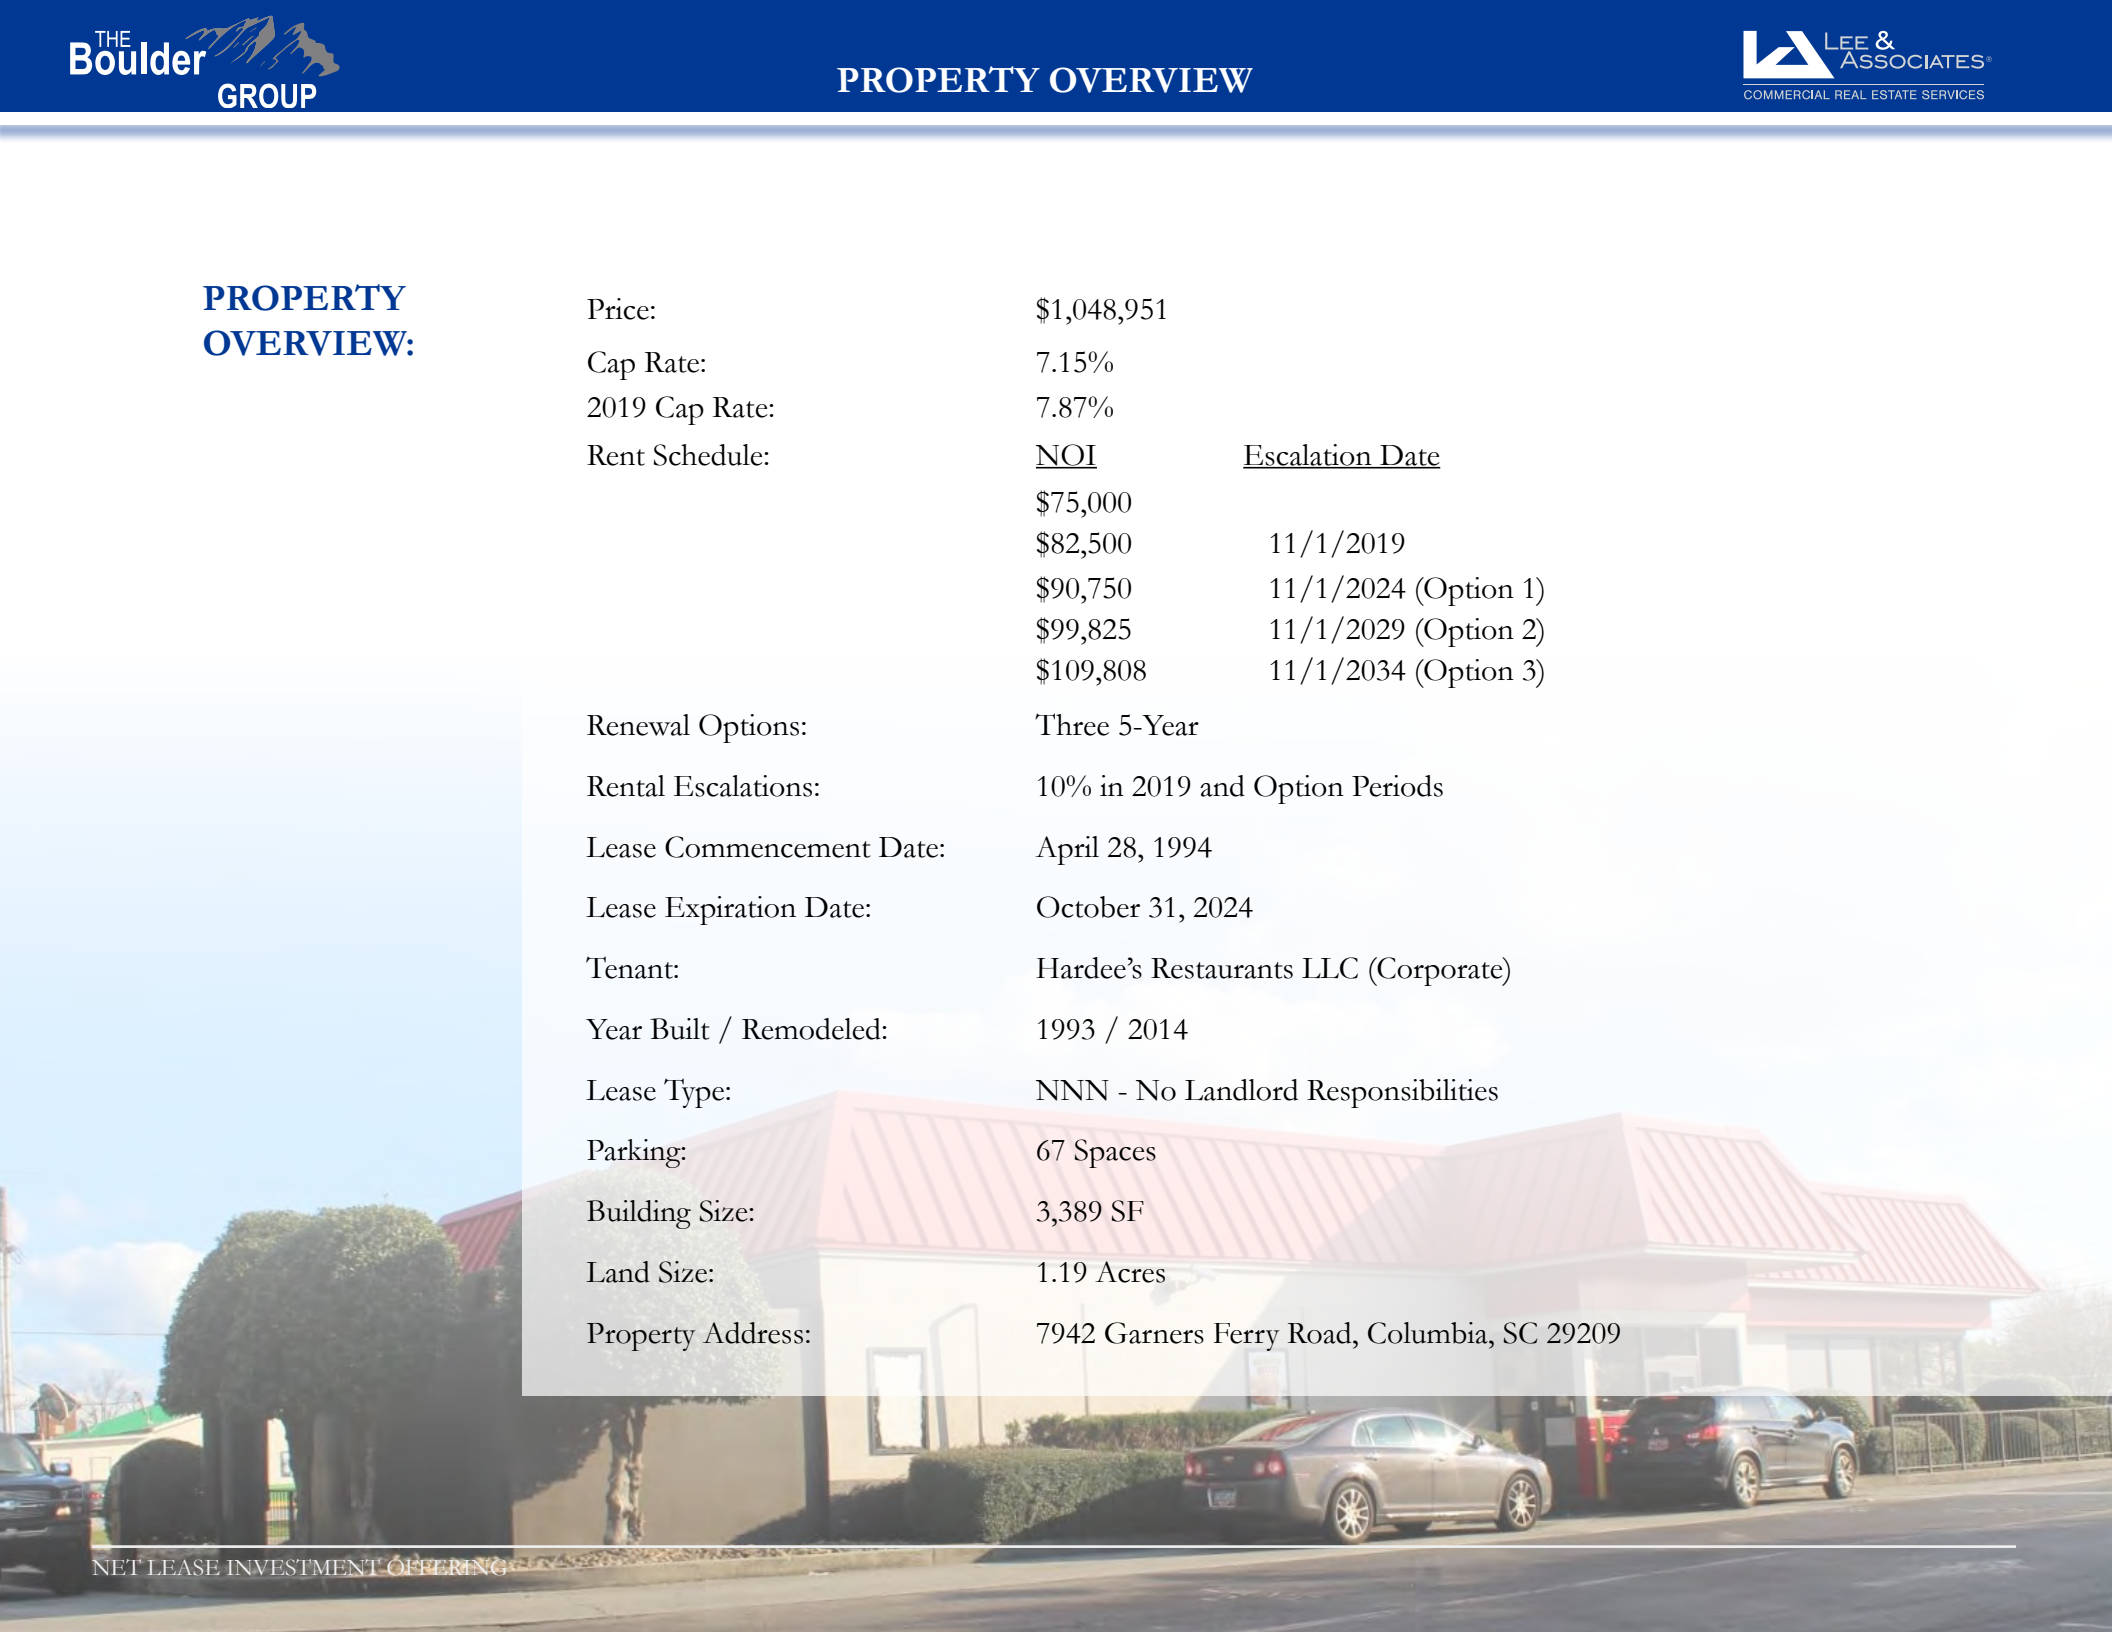 THE
Boulder
GROUP
PROPERTY OVERVIEW
LEE &
ASSOCIATES®
COMMERCIAL REAL ESTATE SERVICES
PROPERTY
OVERVIEW:
Price: $1,048,951
Cap Rate: 7.15%
2019 Cap Rate: 7.87%
Rent Schedule: NOI Escalation Date
$75,000
$82,500 11/1/2019
$90,750 11/1/2024 (Option 1)
$99,825 11/1/2029 (Option 2)
$109,808 11/1/2034 (Option 3)
Renewal Options: Three 5-Year
Rental Escalations: 10% in 2019 and Option Periods
Lease Commencement Date: April 28, 1994
Lease Expiration Date: October 31, 2024
Tenant: Hardee’s Restaurants LLC (Corporate)
Year Built / Remodeled: 1993 / 2014
Lease Type: NNN - No Landlord Responsibilities
Parking: 67 Spaces
Building Size: 3,389 SF
Land Size: 1.19 Acres
Property Address: 7942 Garners Ferry Road, Columbia, SC 29209
NET LEASE INVESTMENT OFFERING